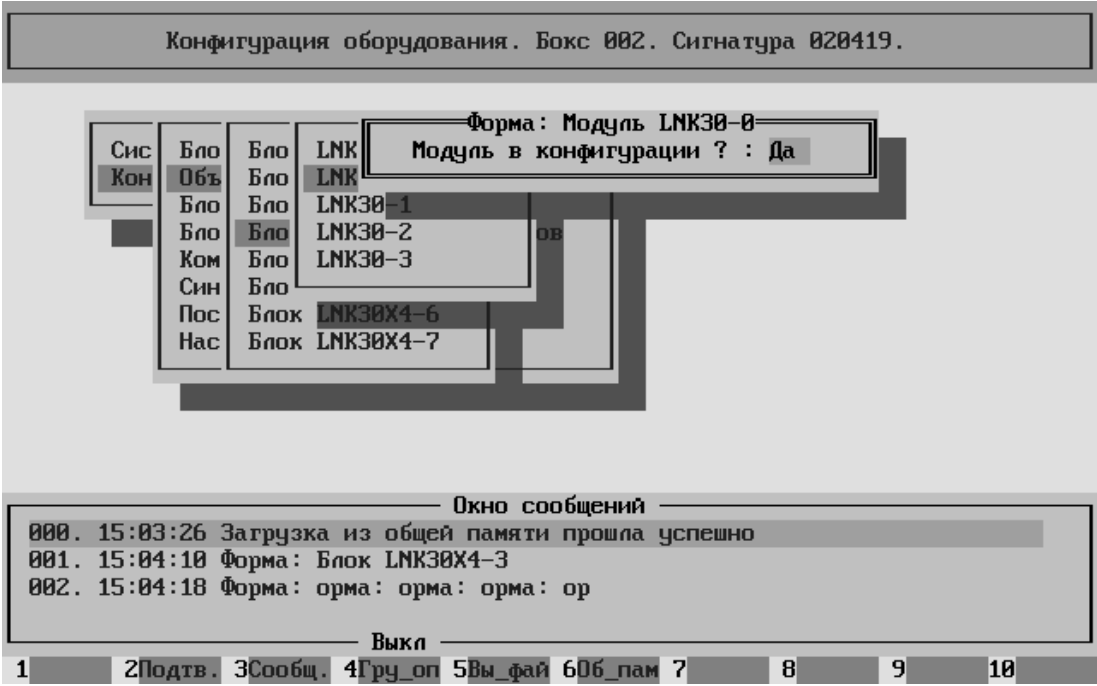 Конфигурация оборудования. Бокс 002. Сигнатура 020419.
Форма: Модуль LNK30-0
Сис Бло Бло LNK Модуль в конфигурации ? : Да
Кон Объ Бло LNK
Бло Бло LNK30-1
Бло Бло LNK30-2 ов
Ком Бло LNK30-3
Син Бло
Пос Блок LNK30X4-6
Нас Блок LNK30X4-7
Окно сообщений
000. 15:03:26 Загрузка из общей памяти прошла успешно
001. 15:04:10 Форма: Блок LNK30X4-3
002. 15:04:18 Форма: орма: орма: орма: ор
Выкл
1 2Подтв. 3Сообщ. 4Гру_оп 5Вы_фай 6Об_пам 7 8 9 10